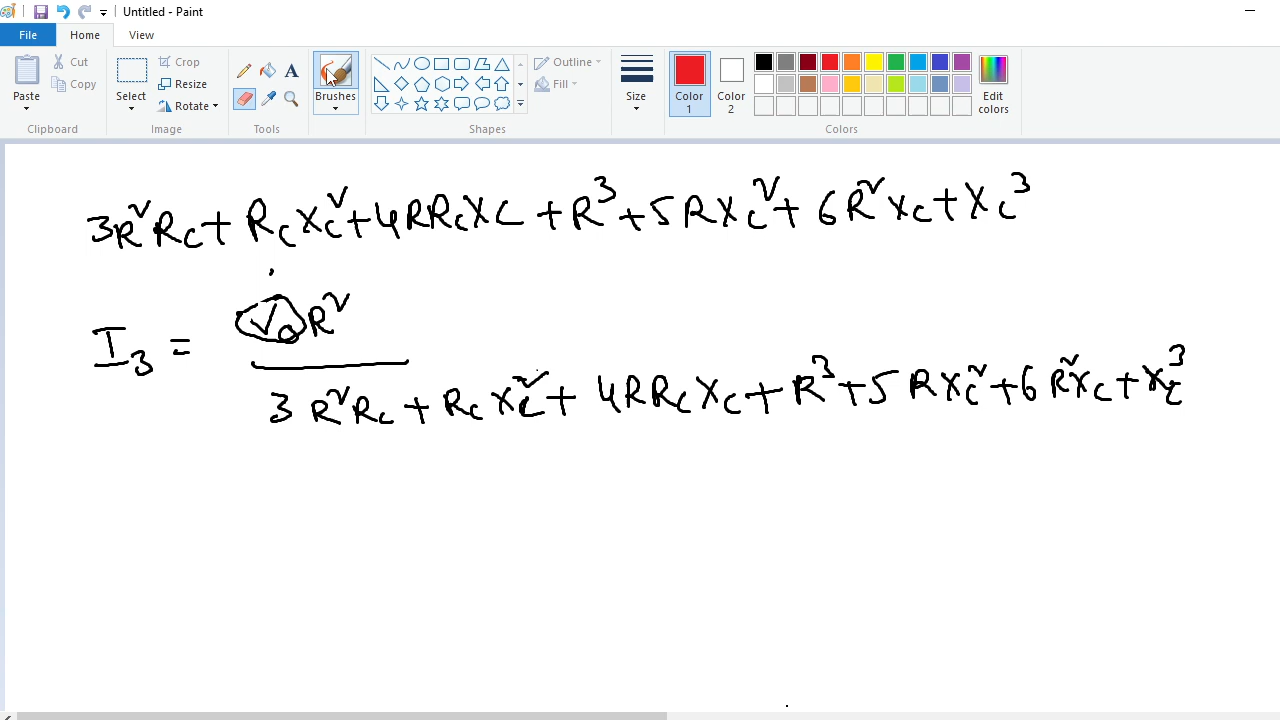 Untitled - Paint
File Home View
Paste Cut Copy Select Crop Resize Rotate A Brushes Outline Fill Size Color 1 Color 2 Edit colors
Clipboard Image Tools Shapes Colors
3R²Rc + RcXc² + 4RRcXc + R³ + 5RXc² + 6R²Xc + Xc³
I₃ = V₀R²
3R²Rc + RcXc² + 4RRcXc + R³ + 5RXc² + 6R²Xc + Xc³